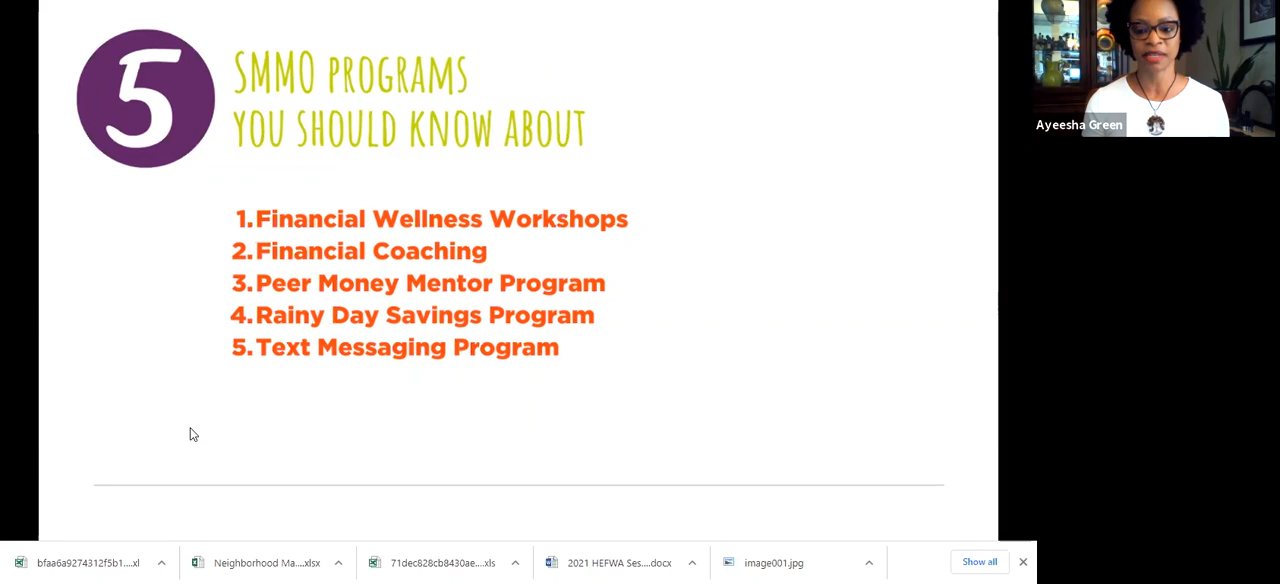 5
SMMO PROGRAMS
YOU SHOULD KNOW ABOUT
1. Financial Wellness Workshops
2. Financial Coaching
3. Peer Money Mentor Program
4. Rainy Day Savings Program
5. Text Messaging Program
Ayeesha Green
bfaa6a9274312f5b1....xl
Neighborhood Ma....xlsx
71dec828cb8430ae....xls
2021 HEFWA Ses....docx
image001.jpg
Show all